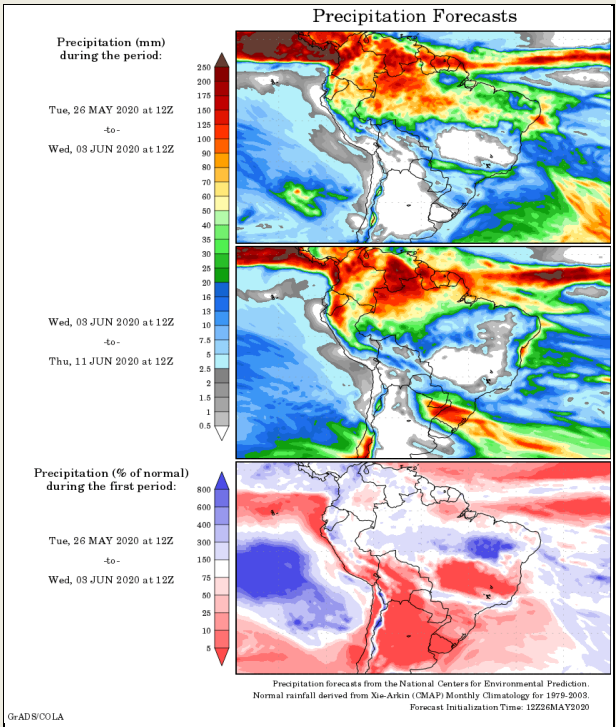 Precipitation Forecasts
Precipitation (mm)
during the period:
Tue, 26 MAY 2020 at 12Z
-to-
Wed, 03 JUN 2020 at 12Z
250
200
175
150
125
100
90
80
70
60
50
40
35
30
25
20
16
13
10
7.5
5
2.5
2
1.5
1
0.5
Wed, 03 JUN 2020 at 12Z
-to-
Thu, 11 JUN 2020 at 12Z
Precipitation (% of normal)
during the first period:
Tue, 26 MAY 2020 at 12Z
-to-
Wed, 03 JUN 2020 at 12Z
800
600
400
300
150
75
50
25
10
5
Precipitation forecasts from the National Centers for Environmental Prediction.
Normal rainfall derived from Xie-Arkin (CMAP) Monthly Climatology for 1979-2003.
Forecast Initialization Time: 12Z26MAY2020
GrADS/COLA